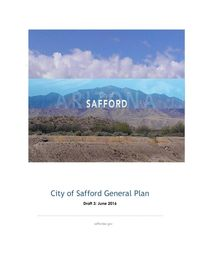 ARIZONA
SAFFORD
City of Safford General Plan
Draft 3: June 2016